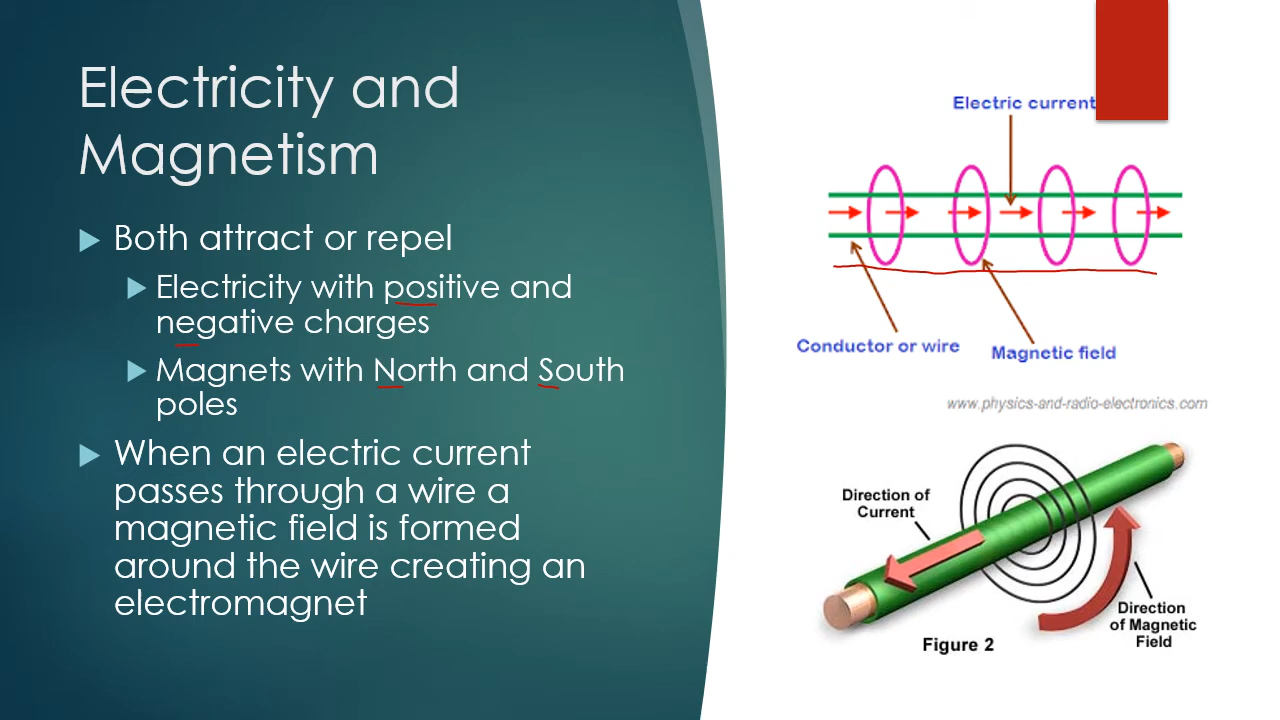 Electricity and
Magnetism
Both attract or repel
Electricity with positive and
negative charges
Magnets with North and South
poles
When an electric current
passes through a wire a
magnetic field is formed
around the wire creating an
electromagnet
Electric current
Conductor or wire
Magnetic field
www.physics-and-radio-electronics.com
Direction of
Current
Direction
of Magnetic
Field
Figure 2